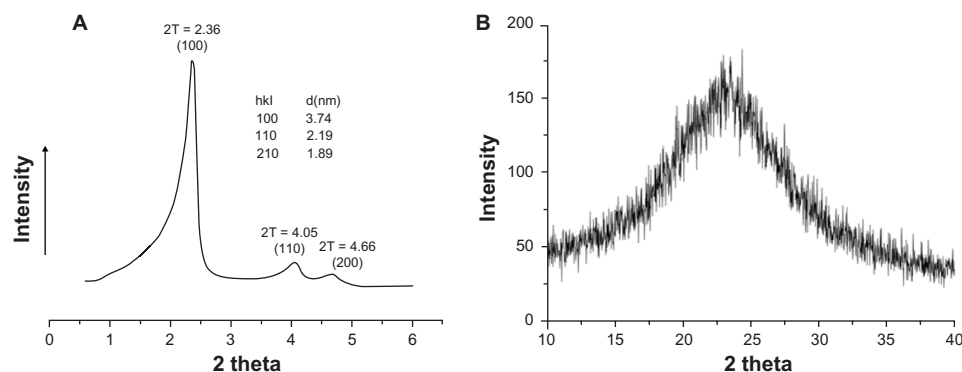 A
2T = 2.36
(100)
hkl d(nm)
100 3.74
110 2.19
210 1.89
2T = 4.05
(110)
2T = 4.66
(200)
Intensity
0 1 2 3 4 5 6
2 theta
B
200
150
100
50
0
Intensity
10 15 20 25 30 35 40
2 theta